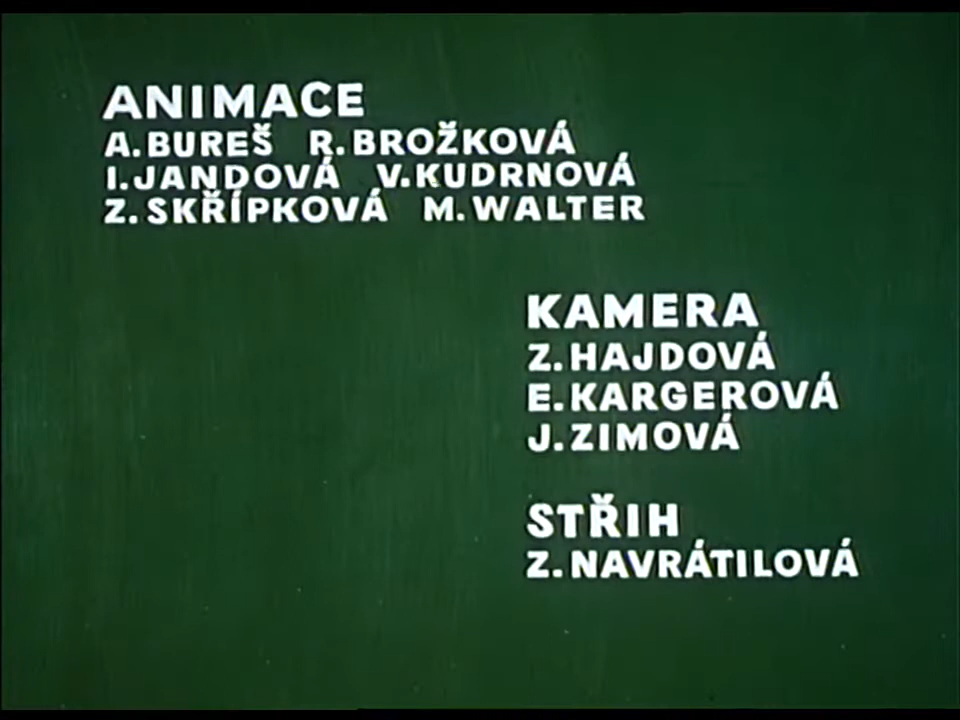 ANIMACE
A. BUREŠ R. BROŽKOVÁ
I. JANDOVÁ V. KUDRNOVÁ
Z. SKŘÍPKOVÁ M. WALTER
KAMERA
Z. HAJDOVÁ
E. KARGEROVÁ
J. ZIMOVÁ
STŘIH
Z. NAVRÁTILOVÁ